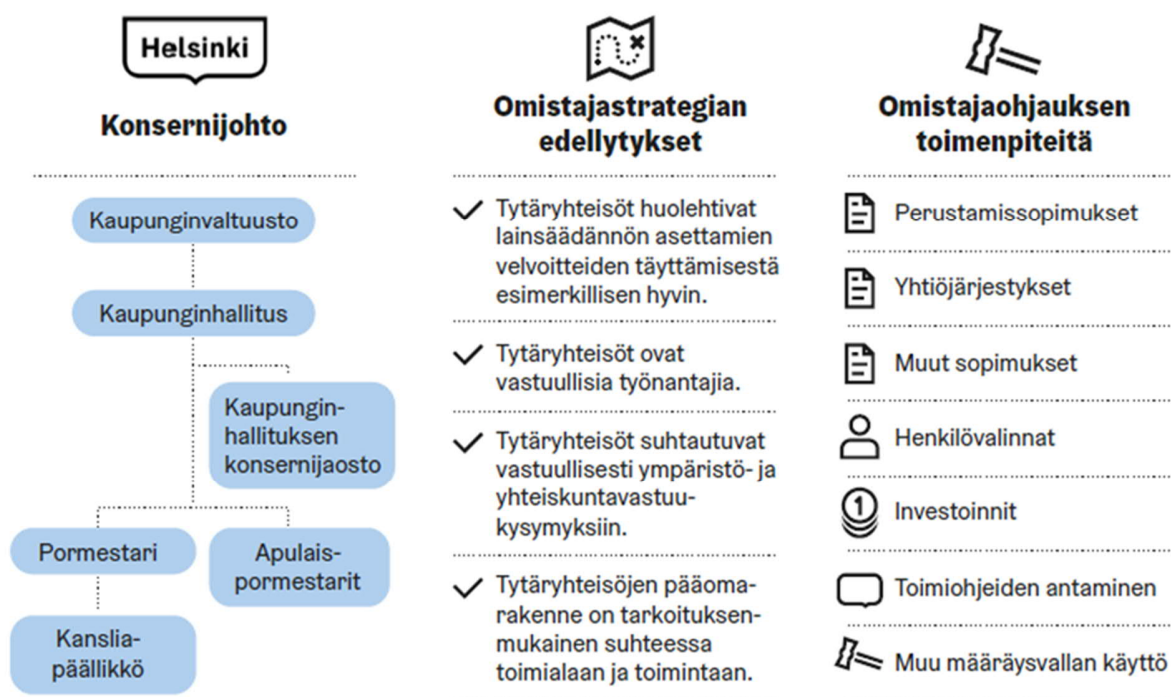 Helsinki
Konsernijohto
Kaupunginvaltuusto
Kaupunginhallitus
Kaupungin-
hallituksen
konsernijaosto
Pormestari
Apulais-
pormestarit
Kanslia-
päällikkö
Omistajastrategian
edellytykset
Tytäryhteisöt huolehtivat
lainsäädännön asettamien
velvoitteiden täyttämisestä
esimerkillisen hyvin.
Tytäryhteisöt ovat
vastuullisia työnantajia.
Tytäryhteisöt suhtautuvat
vastuullisesti ympäristö- ja
yhteiskuntavastuu-
kysymyksiin.
Tytäryhteisöjen pääoma-
rakenne on tarkoituksen-
mukainen suhteessa
toimialaan ja toimintaan.
Omistajaohjauksen
toimenpiteitä
Perustamissopimukset
Yhtiöjärjestykset
Muut sopimukset
Henkilövalinnat
1
Investoinnit
Toimiohjeiden antaminen
Muu määräysvallan käyttö